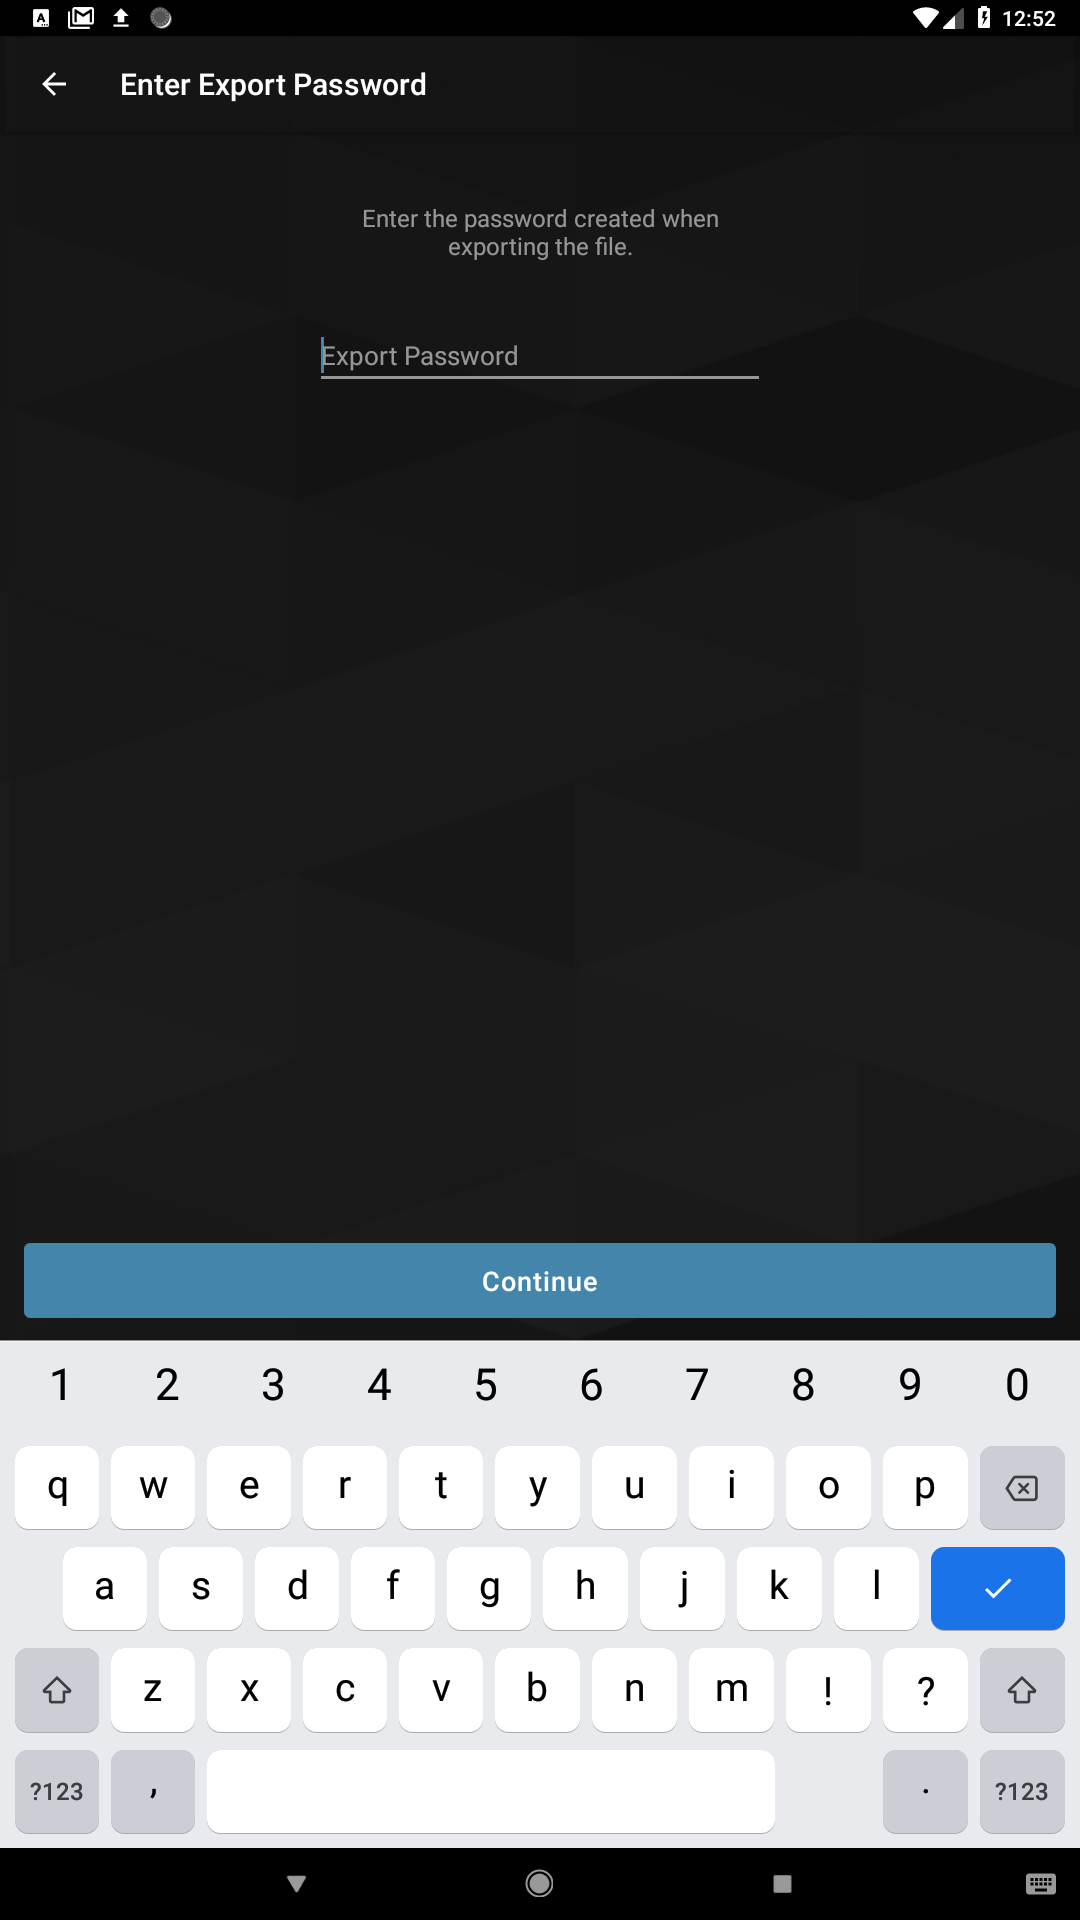 12:52
Enter Export Password
Enter the password created when
exporting the file.
Export Password
Continue
1 2 3 4 5 6 7 8 9 0
q w e r t y u i o p
a s d f g h j k l
z x c v b n m ! ?
?123 , . ?123